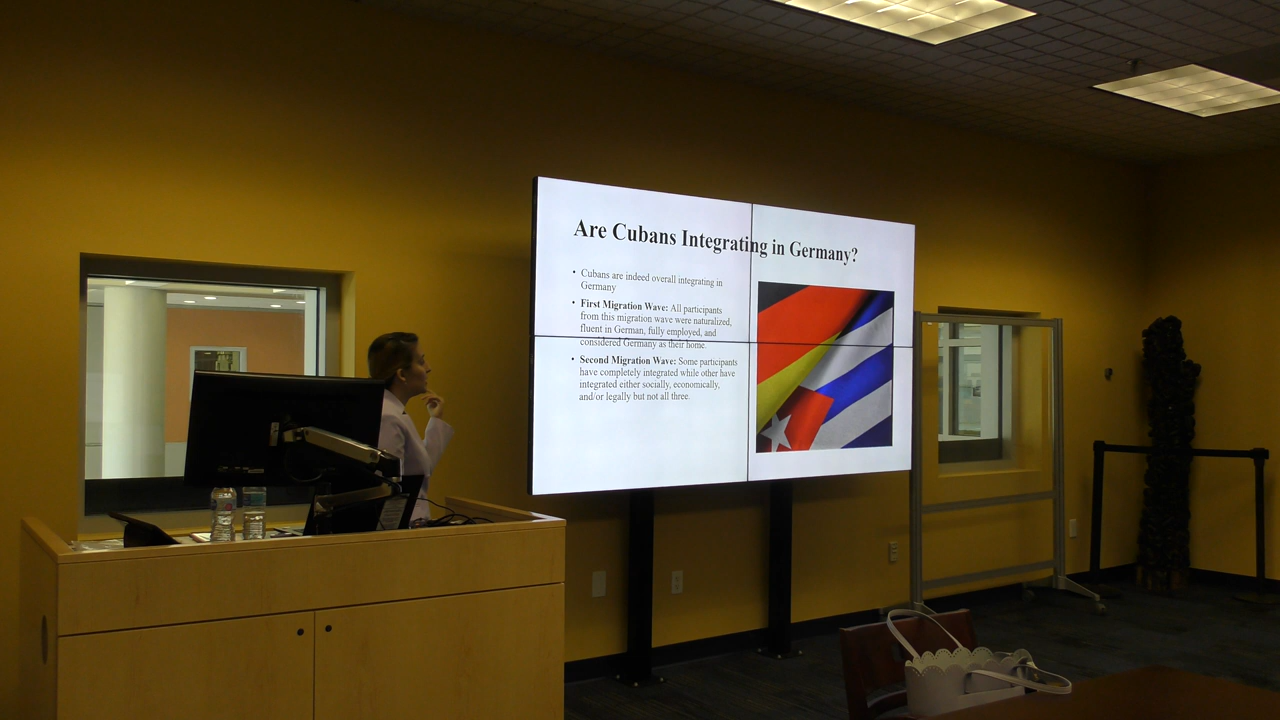 Are Cubans Integrating in Germany?
• Cubans are indeed overall integrating in
Germany
• First Migration Wave: All participants
from this migration wave were naturalized,
fluent in German, fully employed, and
considered Germany as their home.
• Second Migration Wave: Some participants
have completely integrated while other have
integrated either socially, economically,
and/or legally but not all three.